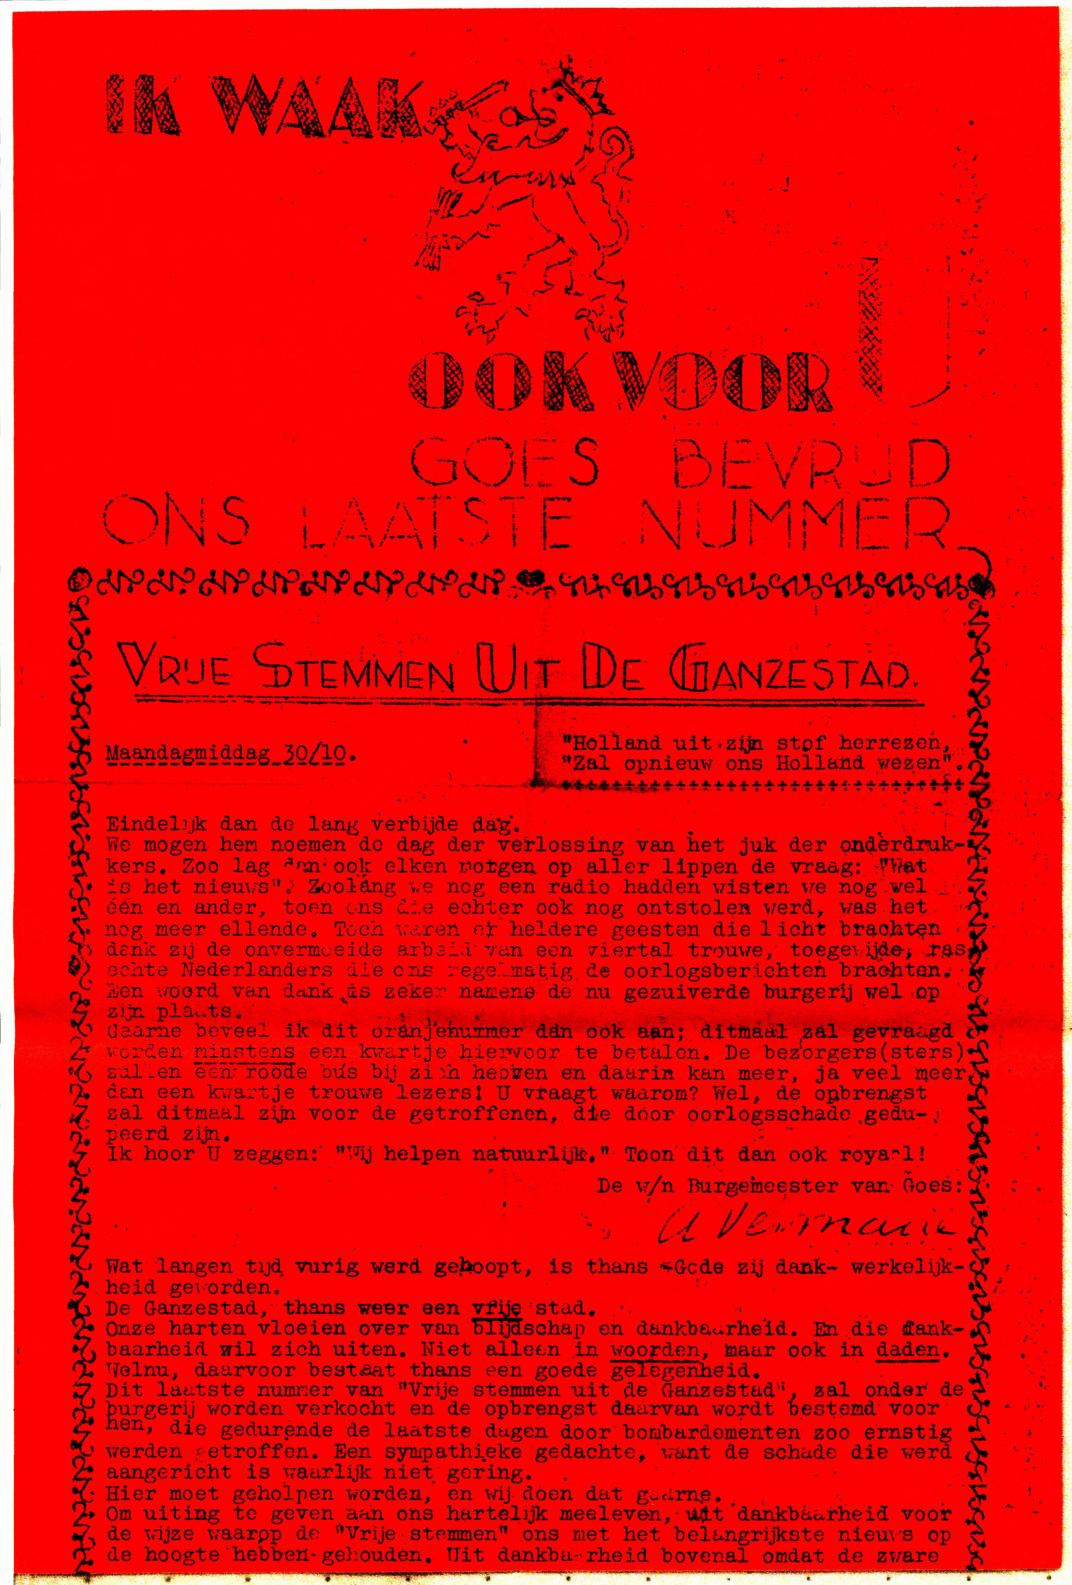 IK WAAK
OOK VOOR U
GOES BEVRIJD
ONS LAATSTE NUMMER
VRIJE STEMMEN UIT DE GANZESTAD.
Maandagmiddag 30/10.
"Holland uit zijn stof herrezen,
"Zal opnieuw ons Holland wezen".
Eindelijk dan de lang verbijde dag.
We mogen hem noemen de dag der verlossing van het juk der onderdruk-
kers. Zoo lag dan ook elken morgen op aller lippen de vraag: "Wat
is het nieuws"? Zoolang we nog een radio hadden wisten we nog wel
één en ander, toen ons die echter ook nog ontstolen werd, was het
nog meer ellende. Toch waren er heldere geesten die licht brachten
dank zij de onvermoeide arbeid van een viertal trouwe, toegewijde, ras
echte Nederlanders die ons regelmatig de oorlogsberichten brachten.
Een woord van dank is zeker namens de nu gezuiverde burgerij wel op
zijn plaats.
Gaarne beveel ik dit oranjenummer dan ook aan; ditmaal zal gevraagd
worden minstens een kwartje hiervoor te betalen. De bezorgers(sters)
zullen een roode bus bij zich hebben en daarin kan meer, ja veel meer
dan een kwartje trouwe lezers! U vraagt waarom? Wel, de opbrengst
zal ditmaal zijn voor de getroffenen, die door oorlogsschade gedu-
peerd zijn.
Ik hoor U zeggen: "Wij helpen natuurlijk." Toon dit dan ook royaal!
De w/n Burgemeester van Goes:
Wat langen tijd vurig werd gehoopt, is thans -Gode zij dank- werkelijk-
heid geworden.
De Ganzestad, thans weer een vrije stad.
Onze harten vloeien over van blijdschap en dankbaarheid. En die dank-
baarheid wil zich uiten. Niet alleen in woorden, maar ook in daden.
Welnu, daarvoor bestaat thans een goede gelegenheid.
Dit laatste nummer van "Vrije stemmen uit de Ganzestad", zal onder de
burgerij worden verkocht en de opbrengst daarvan wordt bestemd voor
hen, die gedurende de laatste dagen door bombardementen zoo ernstig
werden getroffen. Een sympathieke gedachte, want de schade die werd
aangericht is waarlijk niet gering.
Hier moet geholpen worden, en wij doen dat gaarne.
Om uiting te geven aan ons hartelijk meeleven, uit dankbaarheid voor
de wijze waarop de "Vrije stemmen" ons met het belangrijkste nieuws op
de hoogte hebben gehouden. Uit dankbaarheid bovenal omdat de zware